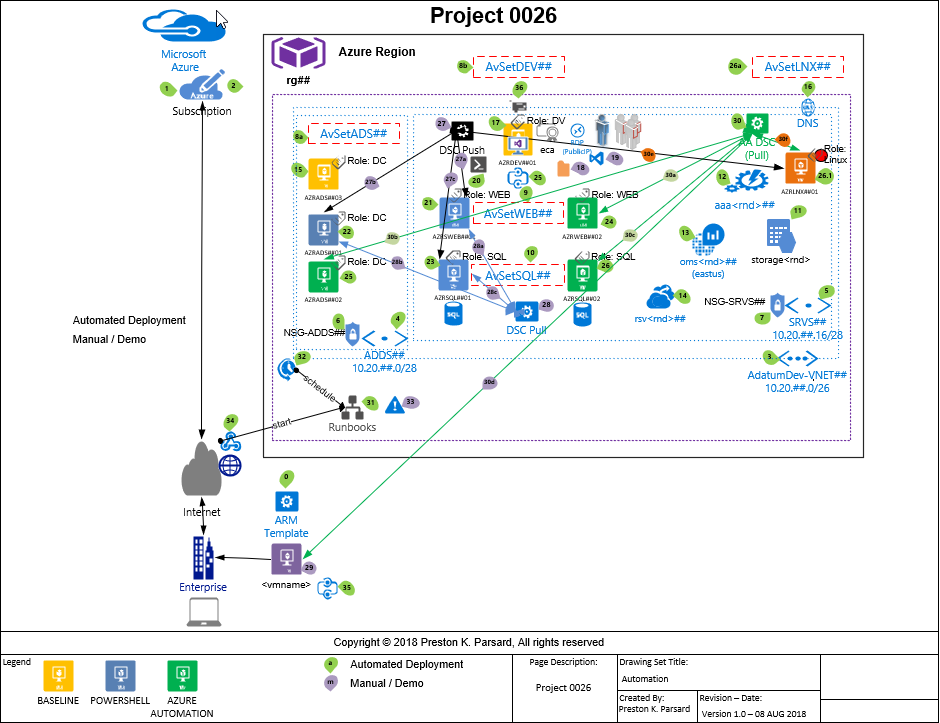 Project 0026
Microsoft
Azure
Azure
1
2
Subscription
Azure Region
rg##
8b
AvSetDEV##
26a
AvSetLNX##
36
16
DNS
8a
AvSetADS##
27
DSC Push
17
Role: DV
AZRDEV##01
eca
(PublicIP)
30
AA DSC
(Pull)
30f
Role:
Linux
AZRLNX##01
26.1
15
Role: DC
AZRADS##03
27a
27b
27c
20
25
18
19
30e
30a
12
aaa<rnd>##
9
21
Role: WEB
AvSetWEB##
Role: WEB
24
AZRWEB##02
11
storage<rnd>
Role: DC
22
AZRADS##01
30b
28a
10
30c
13
oms<rnd>##
(eastus)
Role: DC
28b
25
AZRADS##02
23
Role: SQL
AvSetSQL##
Role: SQL
26
AZRSQL##01
AZRSQL##02
28c
28
SQL
SQL
DSC Pull
14
rsv<rnd>##
NSG-SRVS##
5
7
SRVS##
10.20.##.16/28
Automated Deployment
Manual / Demo
6
4
NSG-ADDS##
ADDS##
10.20.##.0/28
3
AdatumDev-VNET##
10.20.##.0/26
32
schedule
31
33
Runbooks
30d
34
start
Internet
0
ARM
Template
29
<vmname>
35
Enterprise
Copyright © 2018 Preston K. Parsard, All rights reserved
Legend
BASELINE
POWERSHELL
AZURE
AUTOMATION
a
Automated Deployment
m
Manual / Demo
Page Description:
Project 0026
Drawing Set Title:
Automation
Created By:
Preston K. Parsard
Revision – Date:
Version 1.0 – 08 AUG 2018